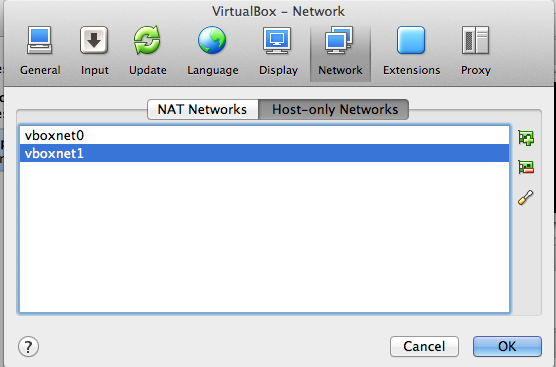 VirtualBox – Network
General Input Update Language Display Network Extensions Proxy
NAT Networks Host-only Networks
vboxnet0
vboxnet1
? Cancel OK